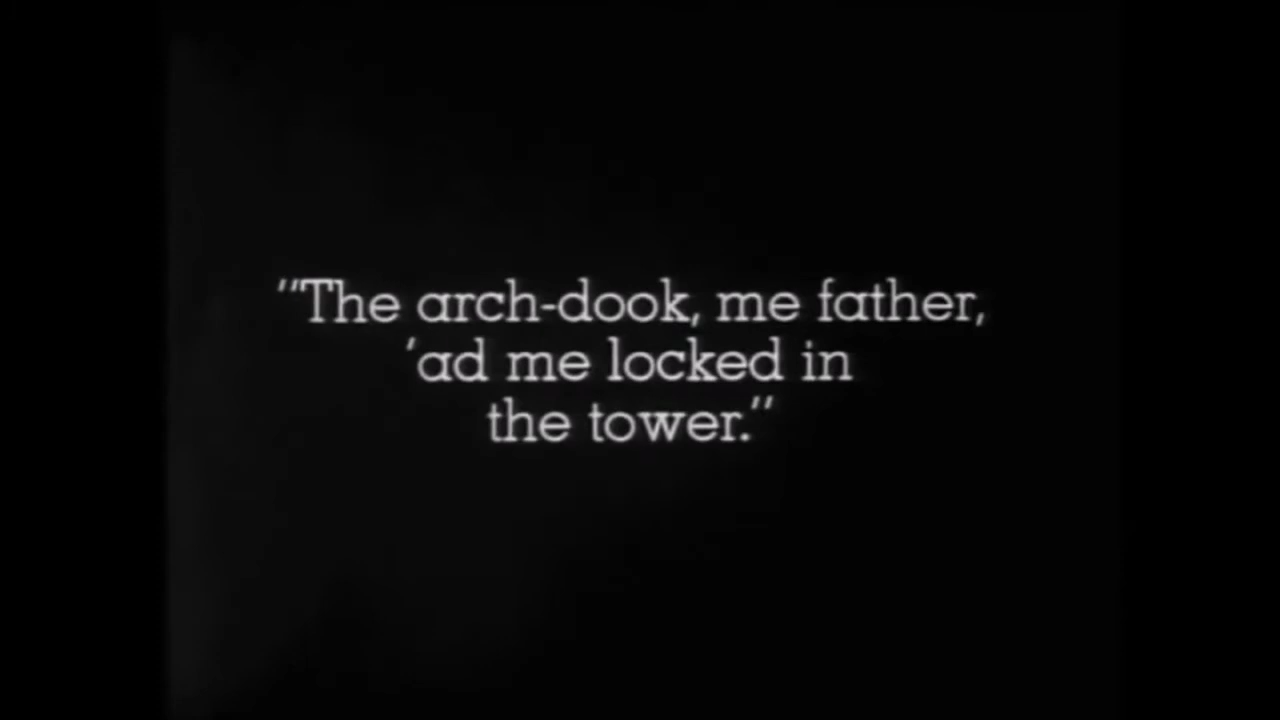 "The arch-dook, me father,
'ad me locked in
the tower."